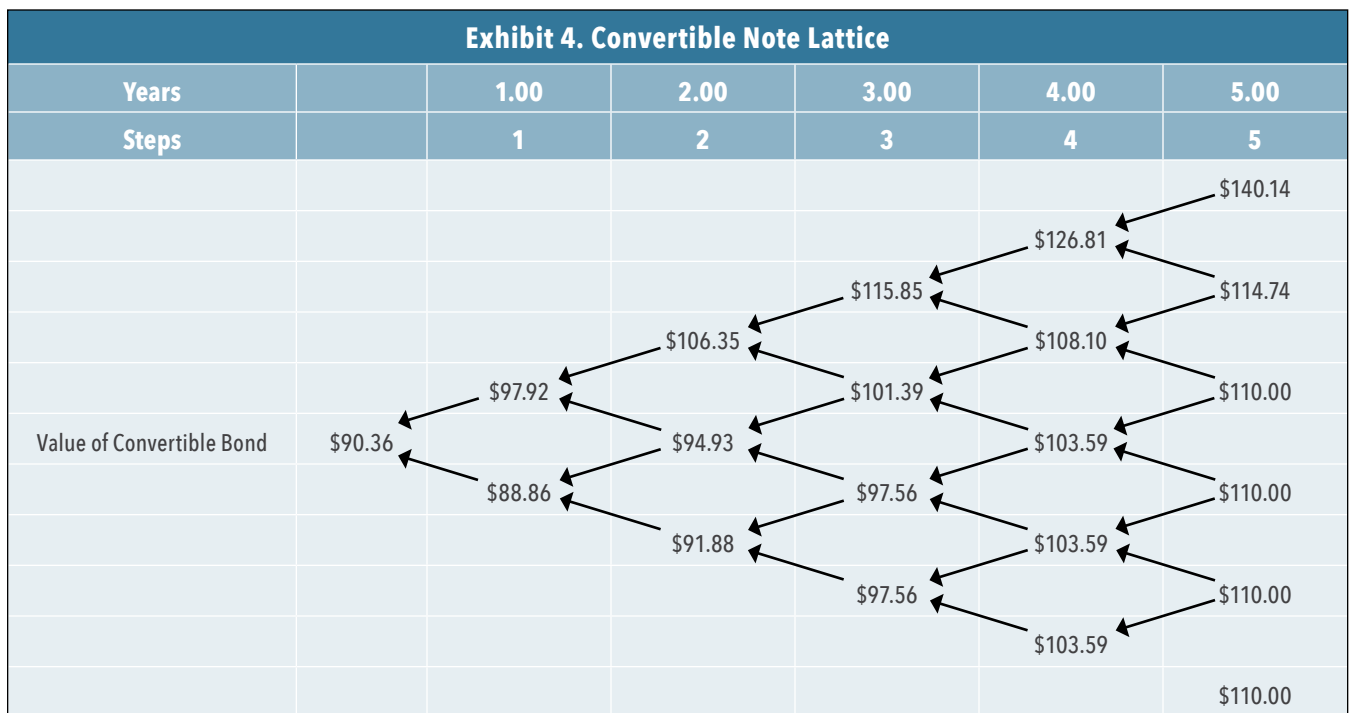 Exhibit 4. Convertible Note Lattice
Years 1.00 2.00 3.00 4.00 5.00
Steps 1 2 3 4 5
$140.14
$126.81
$115.85 $114.74
$106.35 $108.10
$97.92 $101.39 $110.00
Value of Convertible Bond $90.36 $94.93 $103.59
$88.86 $97.56 $110.00
$91.88 $103.59
$97.56 $110.00
$103.59
$110.00